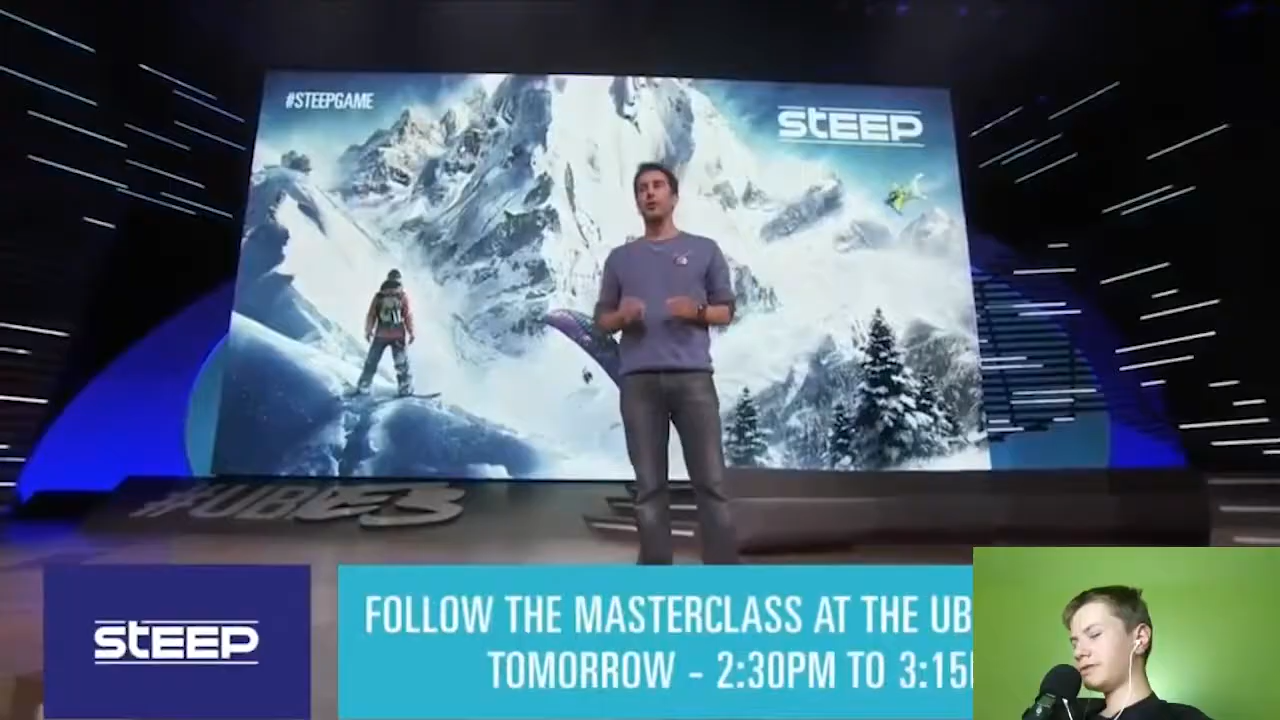 #STEEPGAME
STEEP
#UBIE3
STEEP
FOLLOW THE MASTERCLASS AT THE UB
TOMORROW - 2:30PM TO 3:15